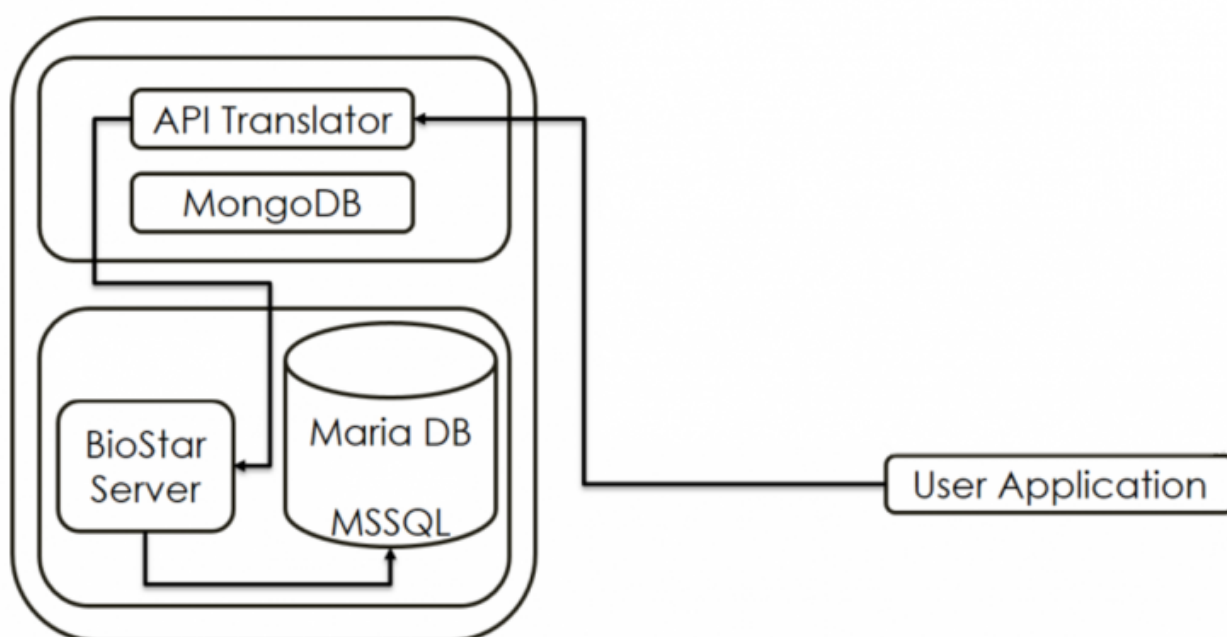 API Translator
MongoDB
BioStar
Server
Maria DB
MSSQL
User Application